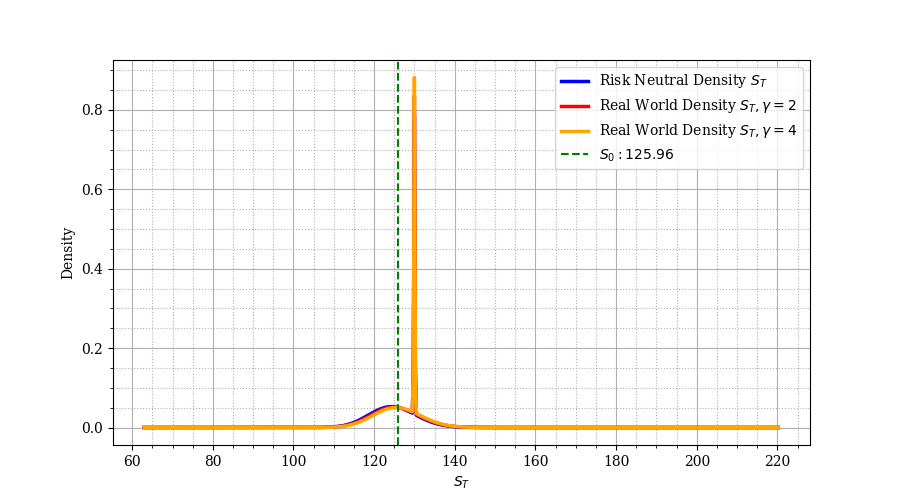 Risk Neutral Density S_T
Real World Density S_T, γ = 2
Real World Density S_T, γ = 4
S_0 : 125.96
Density
0.8
0.6
0.4
0.2
0.0
60 80 100 120 140 160 180 200 220
S_T